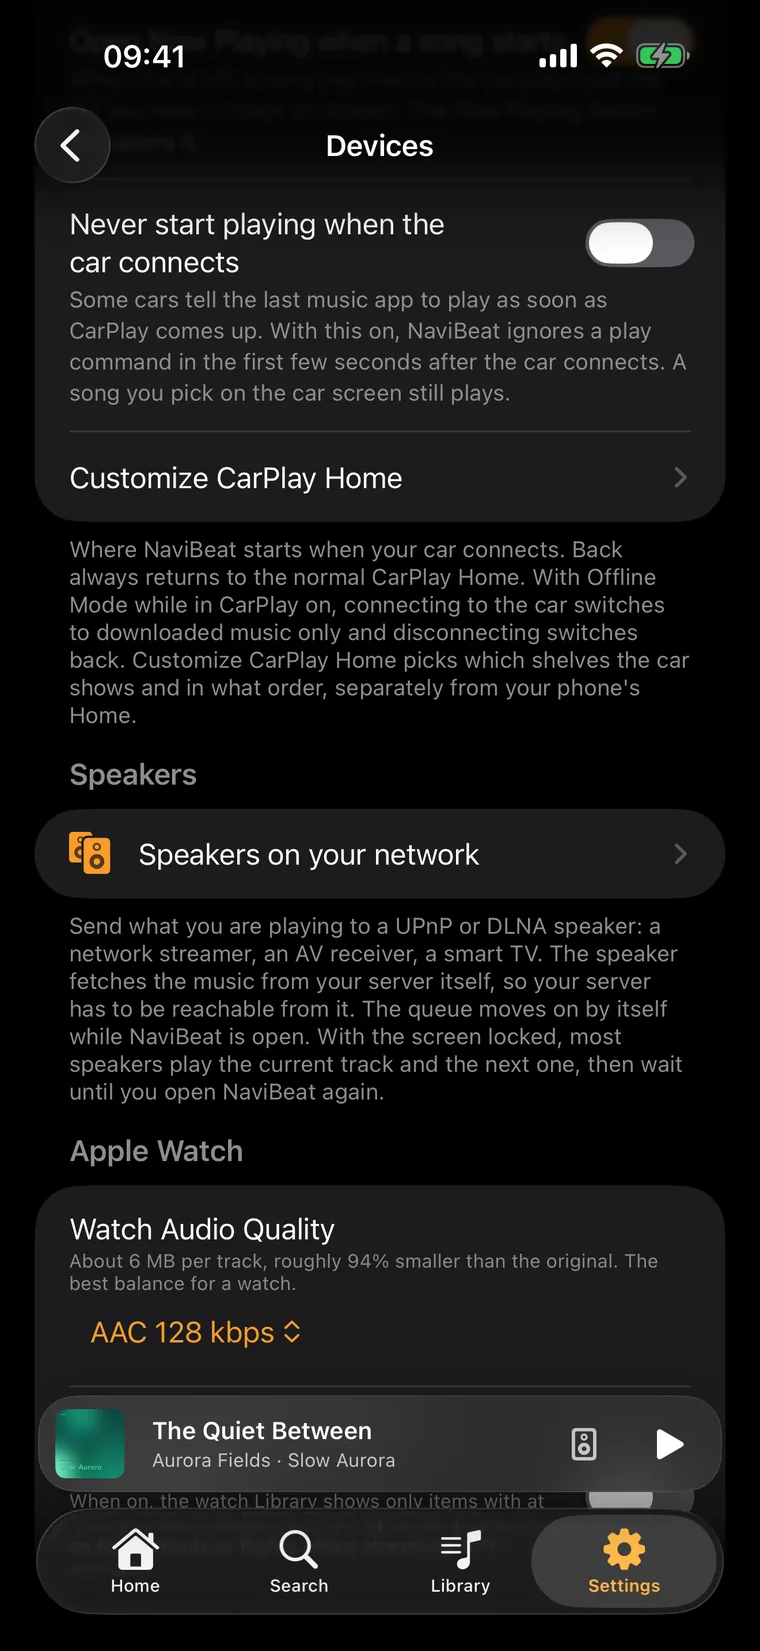 09:41
Devices
Never start playing when the
car connects
Some cars tell the last music app to play as soon as
CarPlay comes up. With this on, NaviBeat ignores a play
command in the first few seconds after the car connects. A
song you pick on the car screen still plays.
Customize CarPlay Home
Where NaviBeat starts when your car connects. Back
always returns to the normal CarPlay Home. With Offline
Mode while in CarPlay on, connecting to the car switches
to downloaded music only and disconnecting switches
back. Customize CarPlay Home picks which shelves the car
shows and in what order, separately from your phone's
Home.
Speakers
Speakers on your network
Send what you are playing to a UPnP or DLNA speaker: a
network streamer, an AV receiver, a smart TV. The speaker
fetches the music from your server itself, so your server
has to be reachable from it. The queue moves on by itself
while NaviBeat is open. With the screen locked, most
speakers play the current track and the next one, then wait
until you open NaviBeat again.
Apple Watch
Watch Audio Quality
About 6 MB per track, roughly 94% smaller than the original. The
best balance for a watch.
AAC 128 kbps
The Quiet Between
Aurora Fields · Slow Aurora
When on, the watch Library shows only items with at
Home
Search
Library
Settings